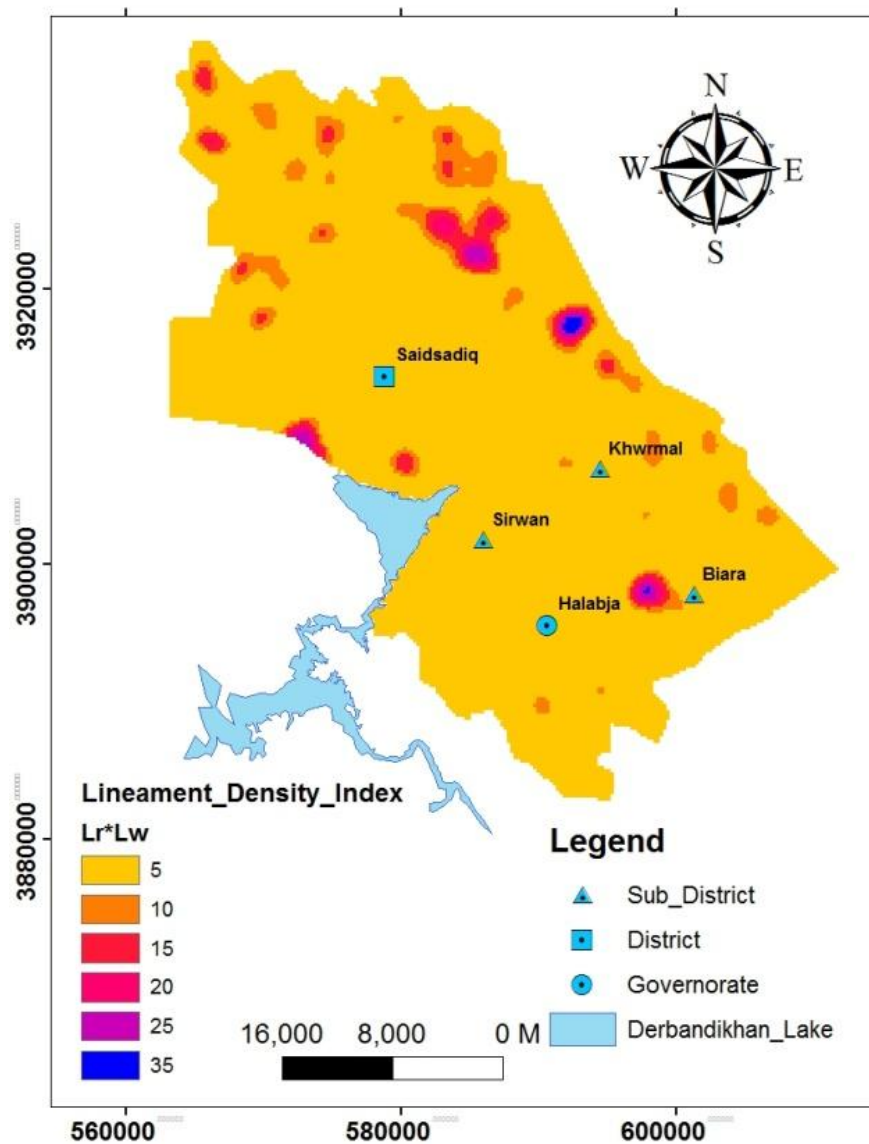 N
W
E
S
3920000
3900000
3880000
Saidsadiq
Khwrmal
Sirwan
Biara
Halabja
Lineament_Density_Index
Lr*Lw
5
10
15
20
25
35
Legend
Sub_District
District
Governorate
Derbandikhan_Lake
16,000 8,000 0 M
560000 580000 600000